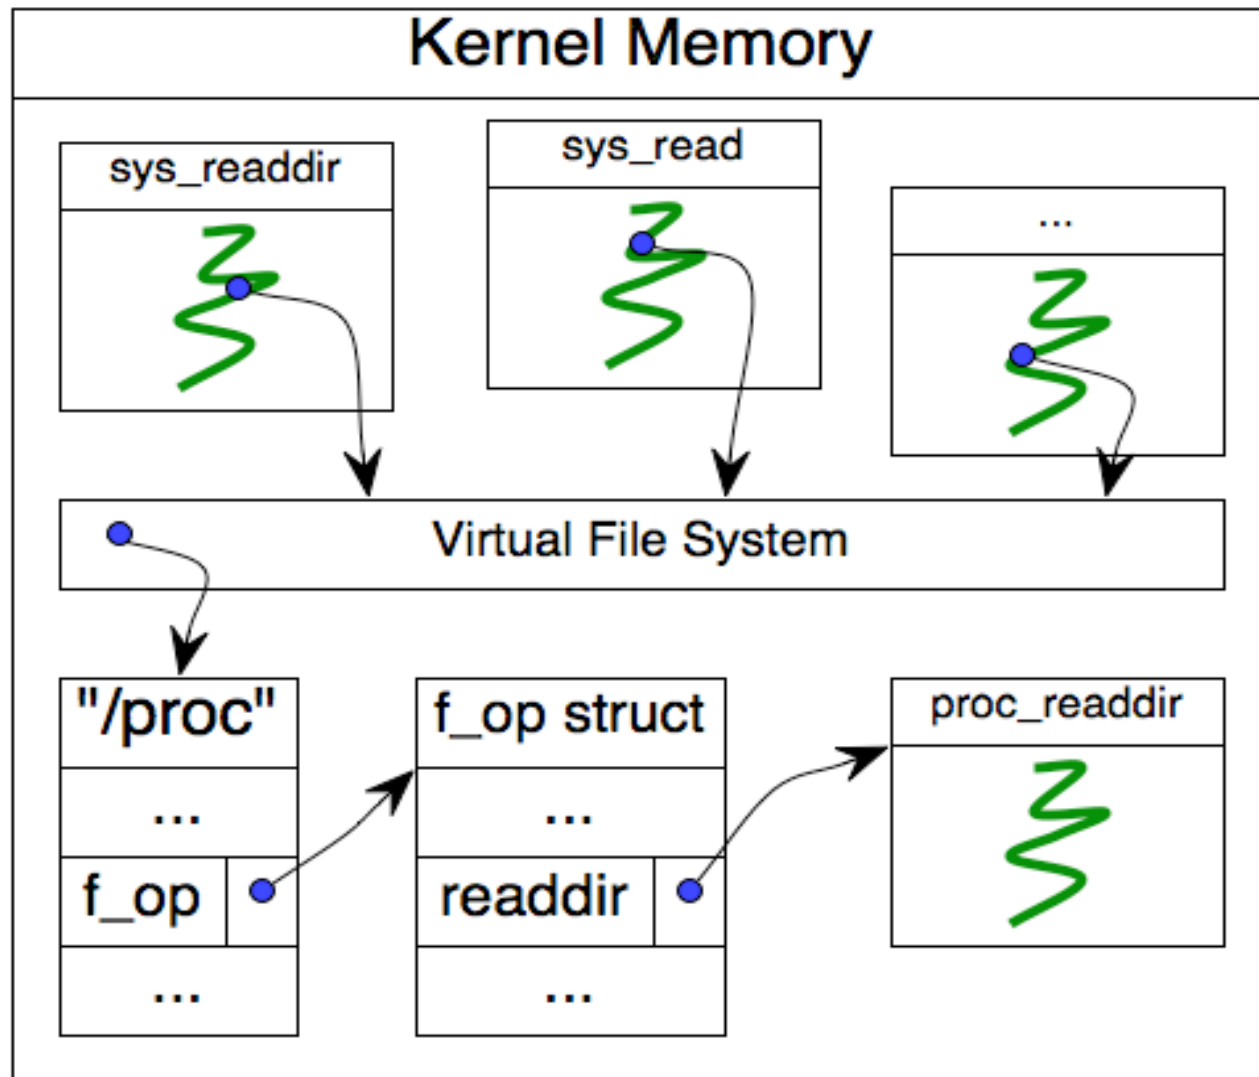 Kernel Memory
sys_readdir
sys_read
...
Virtual File System
"/proc"
...
f_op
...
f_op struct
...
readdir
...
proc_readdir